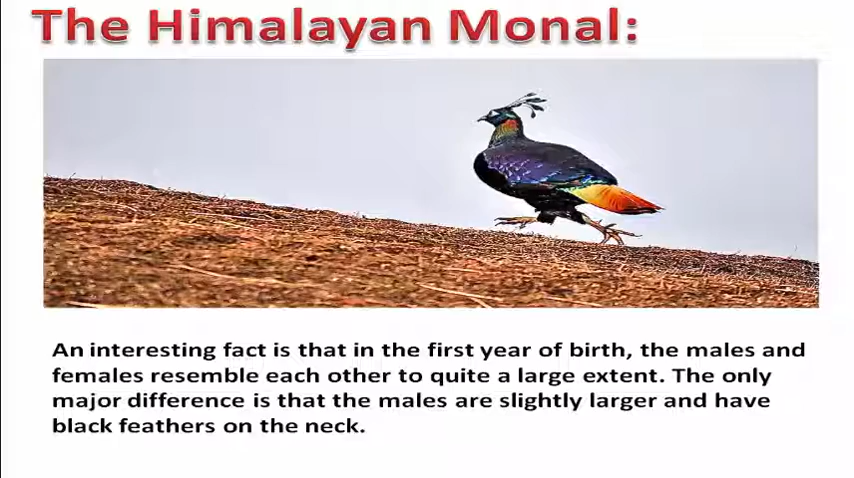 The Himalayan Monal:
An interesting fact is that in the first year of birth, the males and
females resemble each other to quite a large extent. The only
major difference is that the males are slightly larger and have
black feathers on the neck.